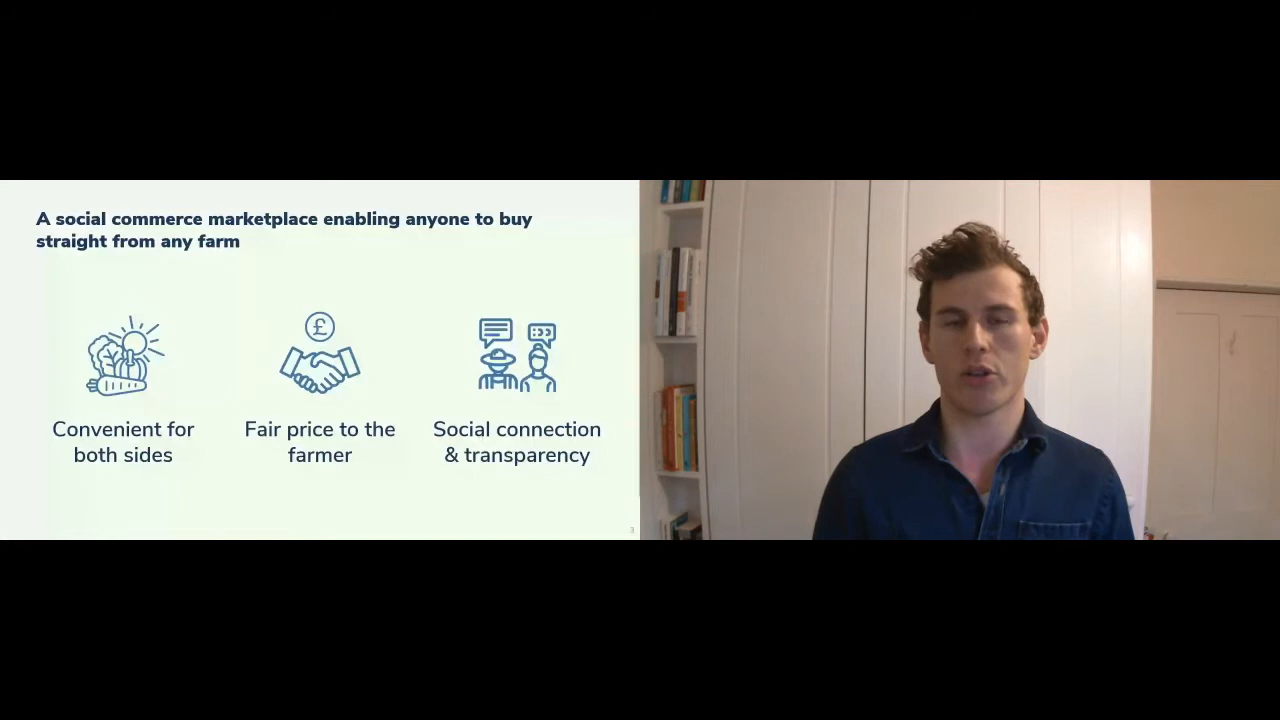 A social commerce marketplace enabling anyone to buy
straight from any farm
£
Convenient for
both sides
Fair price to the
farmer
Social connection
& transparency
3